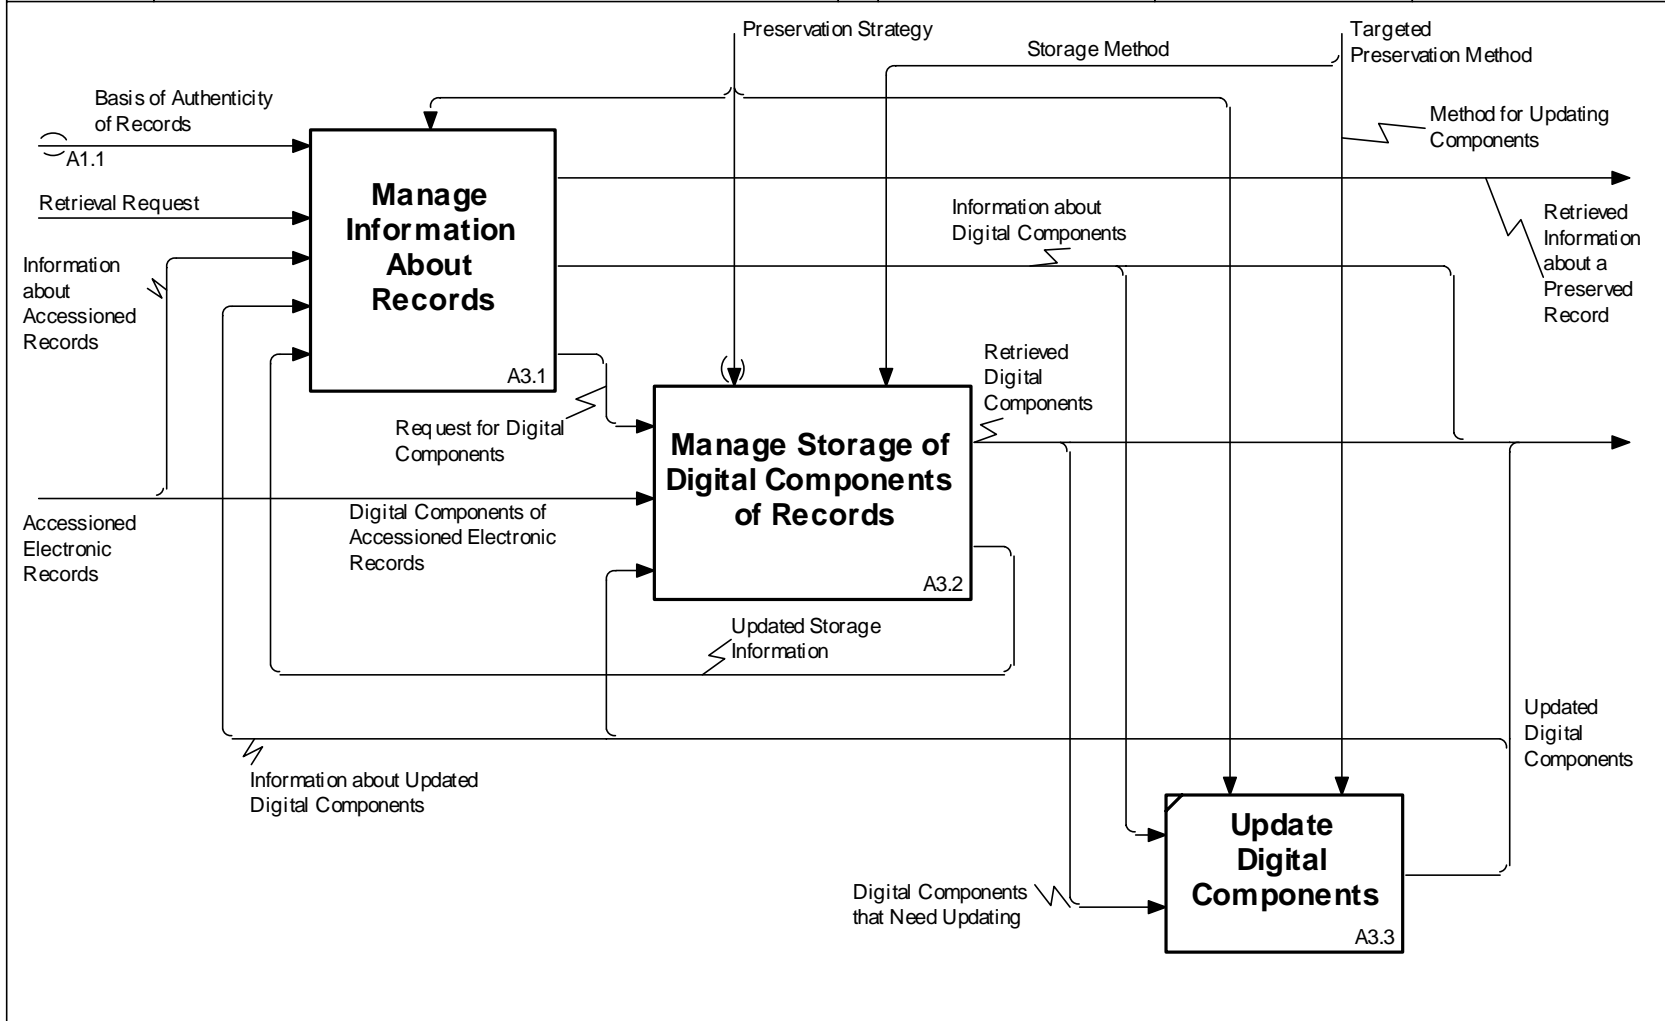 Preservation Strategy
Storage Method
Targeted
Preservation Method
Basis of Authenticity
of Records
A1.1
Method for Updating
Components
Manage
Information
About
Records
A3.1
Retrieval Request
Information about
Digital Components
Retrieved
Information
about a
Preserved
Record
Information
about
Accessioned
Records
Retrieved
Digital
Components
Request for Digital
Components
Manage Storage of
Digital Components
of Records
A3.2
Accessioned
Electronic
Records
Digital Components of
Accessioned Electronic
Records
Updated Storage
Information
Updated
Digital
Components
Information about Updated
Digital Components
Update
Digital
Components
A3.3
Digital Components
that Need Updating